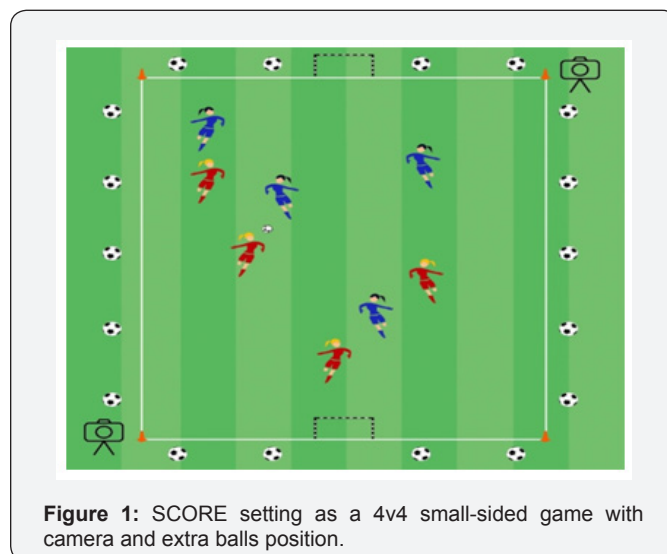 Figure 1: SCORE setting as a 4v4 small-sided game with
camera and extra balls position.